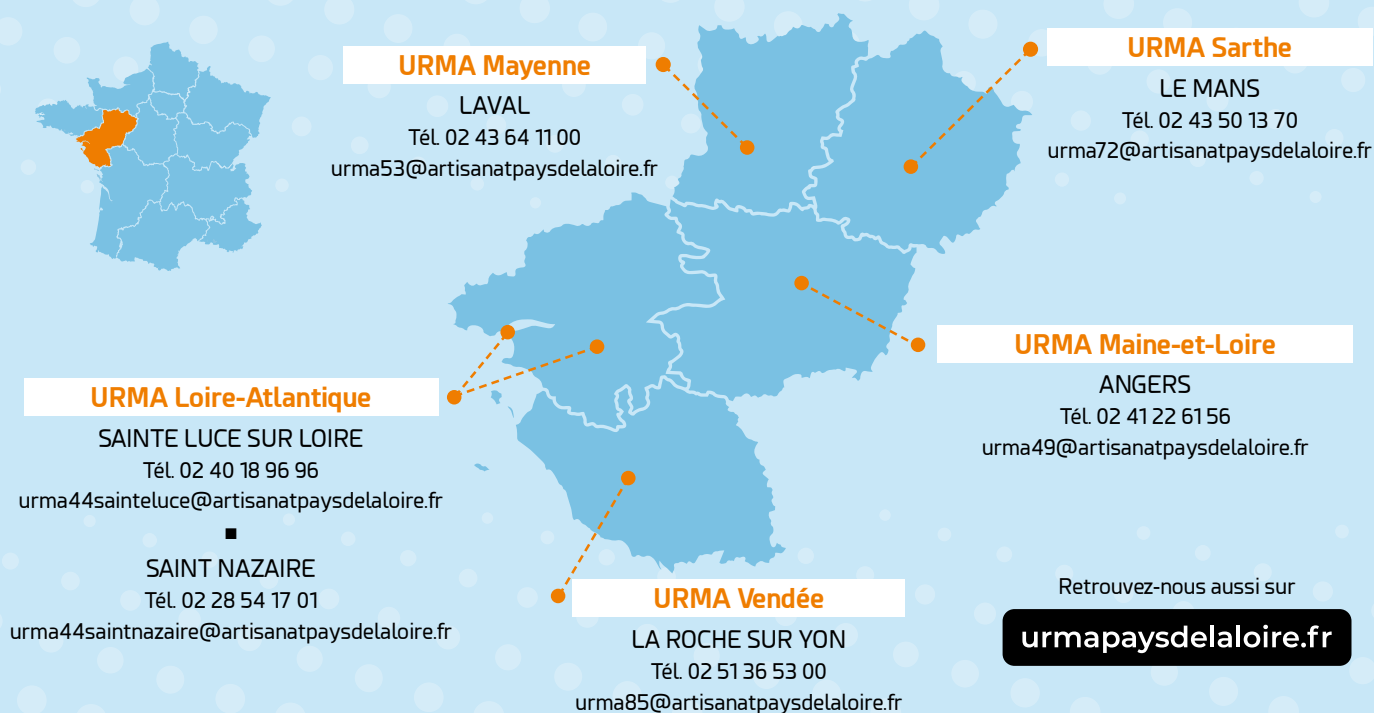 URMA Mayenne
LAVAL
Tél. 02 43 64 11 00
urma53@artisanatpaysdelaloire.fr
URMA Sarthe
LE MANS
Tél. 02 43 50 13 70
urma72@artisanatpaysdelaloire.fr
URMA Maine-et-Loire
ANGERS
Tél. 02 41 22 61 56
urma49@artisanatpaysdelaloire.fr
URMA Loire-Atlantique
SAINTE LUCE SUR LOIRE
Tél. 02 40 18 96 96
urma44sainteluce@artisanatpaysdelaloire.fr
SAINT NAZAIRE
Tél. 02 28 54 17 01
urma44saintnazaire@artisanatpaysdelaloire.fr
URMA Vendée
LA ROCHE SUR YON
Tél. 02 51 36 53 00
urma85@artisanatpaysdelaloire.fr
Retrouvez-nous aussi sur
urmapaysdelaloire.fr